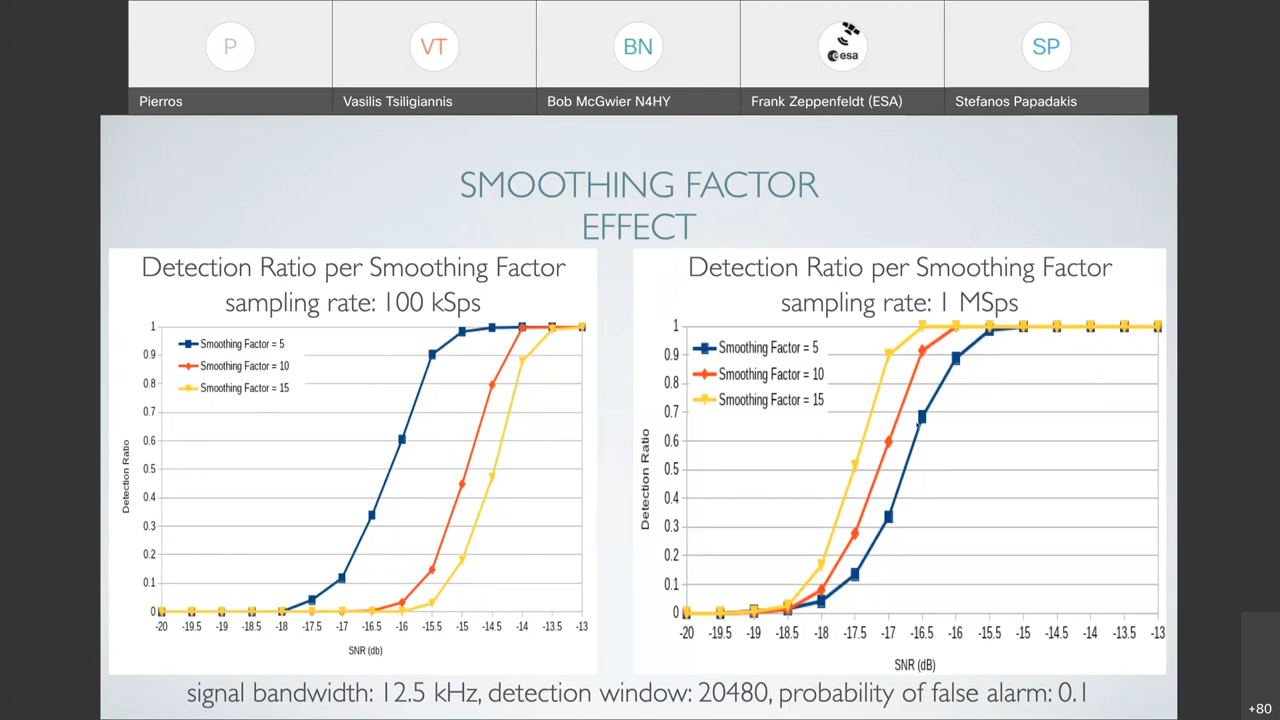 P
VT
BN
esa
SP
Pierros
Vasilis Tsiligiannis
Bob McGwier N4HY
Frank Zeppenfeldt (ESA)
Stefanos Papadakis
SMOOTHING FACTOR
EFFECT
Detection Ratio per Smoothing Factor
sampling rate: 100 kSps
1
0.9
0.8
0.7
0.6
0.5
0.4
0.3
0.2
0.1
0
Detection Ratio
Smoothing Factor = 5
Smoothing Factor = 10
Smoothing Factor = 15
-20 -19.5 -19 -18.5 -18 -17.5 -17 -16.5 -16 -15.5 -15 -14.5 -14 -13.5 -13
SNR (db)
Detection Ratio per Smoothing Factor
sampling rate: 1 MSps
1
0.9
0.8
0.7
0.6
0.5
0.4
0.3
0.2
0.1
0
Detection Ratio
Smoothing Factor = 5
Smoothing Factor = 10
Smoothing Factor = 15
-20 -19.5 -19 -18.5 -18 -17.5 -17 -16.5 -16 -15.5 -15 -14.5 -14 -13.5 -13
SNR (dB)
signal bandwidth: 12.5 kHz, detection window: 20480, probability of false alarm: 0.1
+80